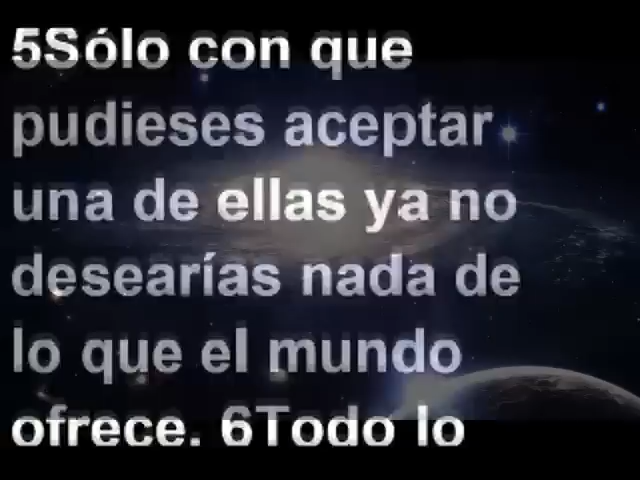 5Sólo con que
pudieses aceptar
una de ellas ya no
desearías nada de
lo que el mundo
ofrece. 6Todo lo